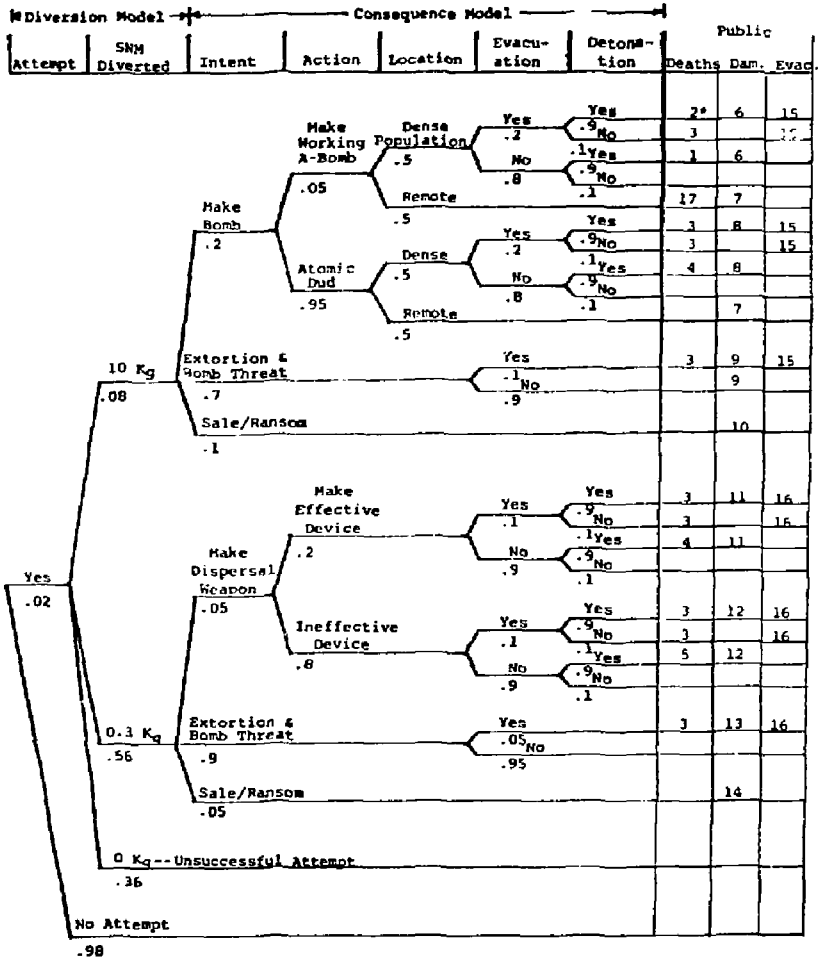 Diversion Model Consequence Model
Public
Attempt SNM Diverted Intent Action Location Evacu-ation Detona-tion Deaths Dam. Evac.
Yes 2* 6 15
Make Working A-Bomb Dense Population Yes .9 No 3
.2
.5 No .1 Yes 1 6
.05 .8 .9 No
Remote .1 17 7
Make Bomb .5 Yes 3 8 15
.2 Yes .9 No 3 15
Atomic Dud Dense .2 .1 Yes 4 8
.5 No .9 No
.95 .8 .1
Remote 7
.5
Extortion & Bomb Threat Yes 3 9 15
10 Kg .1 No 9
.08 .7 .9
Sale/Ransom 10
.1
Make Effective Device Yes 3 11 16
Yes .9 No 3 16
.1 .1 Yes 4 11
Make Dispersal Weapon .2 No .9 No
.9 .1
Yes
.02 .05 Yes 3 12 16
Ineffective Device Yes .9 No 3 16
.1 .1 Yes 5 12
.8 No .9 No
.9 .1
Extortion & Bomb Threat Yes 3 13 16
0.3 Kg .05 No
.56 .9 .95
Sale/Ransom 14
.05
0 Kg--Unsuccessful Attempt
.36
No Attempt
.98